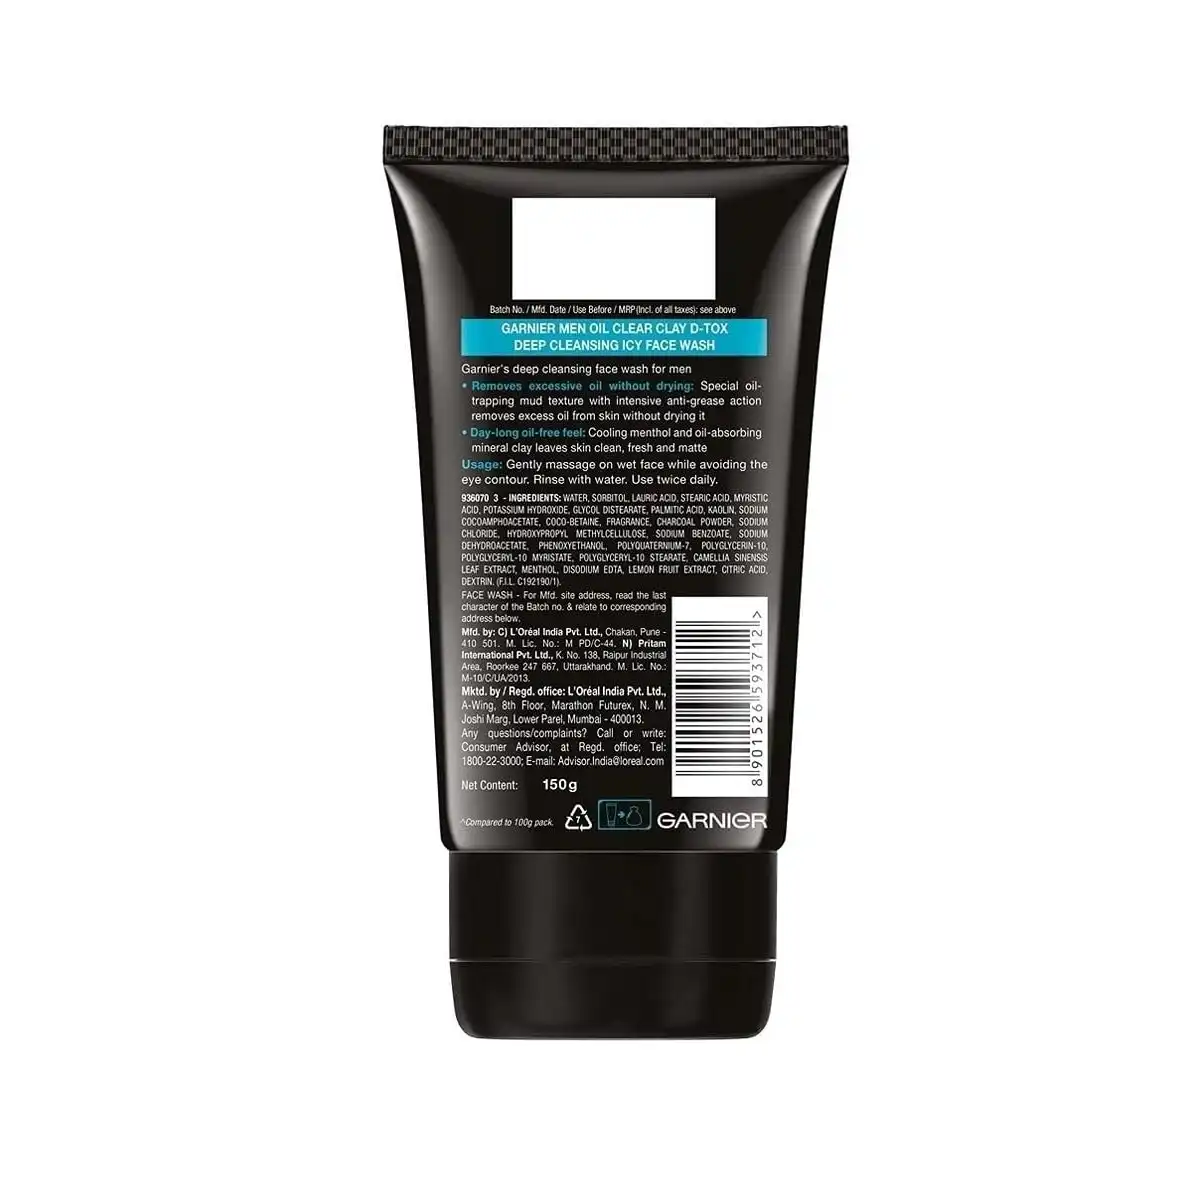 Batch No. / Mfd. Date / Use Before / MRP(Incl. of all taxes): see above
GARNIER MEN OIL CLEAR CLAY D-TOX
DEEP CLEANSING ICY FACE WASH
Garnier's deep cleansing face wash for men
• Removes excessive oil without drying: Special oil-
trapping mud texture with intensive anti-grease action
removes excess oil from skin without drying it
• Day-long oil-free feel: Cooling menthol and oil-absorbing
mineral clay leaves skin clean, fresh and matte
Usage: Gently massage on wet face while avoiding the
eye contour. Rinse with water. Use twice daily.
936070 3 - INGREDIENTS: WATER, SORBITOL, LAURIC ACID, STEARIC ACID, MYRISTIC
ACID, POTASSIUM HYDROXIDE, GLYCOL DISTEARATE, PALMITIC ACID, KAOLIN, SODIUM
COCOAMPHOACETATE, COCO-BETAINE, FRAGRANCE, CHARCOAL POWDER, SODIUM
CHLORIDE, HYDROXYPROPYL METHYLCELLULOSE, SODIUM BENZOATE, SODIUM
DEHYDROACETATE, PHENOXYETHANOL, POLYQUATERNIUM-7, POLYGLYCERIN-10,
POLYGLYCERYL-10 MYRISTATE, POLYGLYCERYL-10 STEARATE, CAMELLIA SINENSIS
LEAF EXTRACT, MENTHOL, DISODIUM EDTA, LEMON FRUIT EXTRACT, CITRIC ACID,
DEXTRIN. (F.I.L. C192190/1).
FACE WASH - For Mfd. site address, read the last
character of the Batch no. & relate to corresponding
address below.
Mfd. by: C) L'Oréal India Pvt. Ltd., Chakan, Pune -
410 501. M. Lic. No.: M PD/C-44. N) Pritam
International Pvt. Ltd., K. No. 138, Raipur Industrial
Area, Roorkee 247 667, Uttarakhand. M. Lic. No.:
M-10/C/UA/2013.
Mktd. by / Regd. office: L'Oréal India Pvt. Ltd.,
A-Wing, 8th Floor, Marathon Futurex, N. M.
Joshi Marg, Lower Parel, Mumbai - 400013.
Any questions/complaints? Call or write:
Consumer Advisor, at Regd. office; Tel:
1800-22-3000; E-mail: Advisor.India@loreal.com
8 901526 593712 >
Net Content: 150g
^Compared to 100g pack.
7
GARNIER